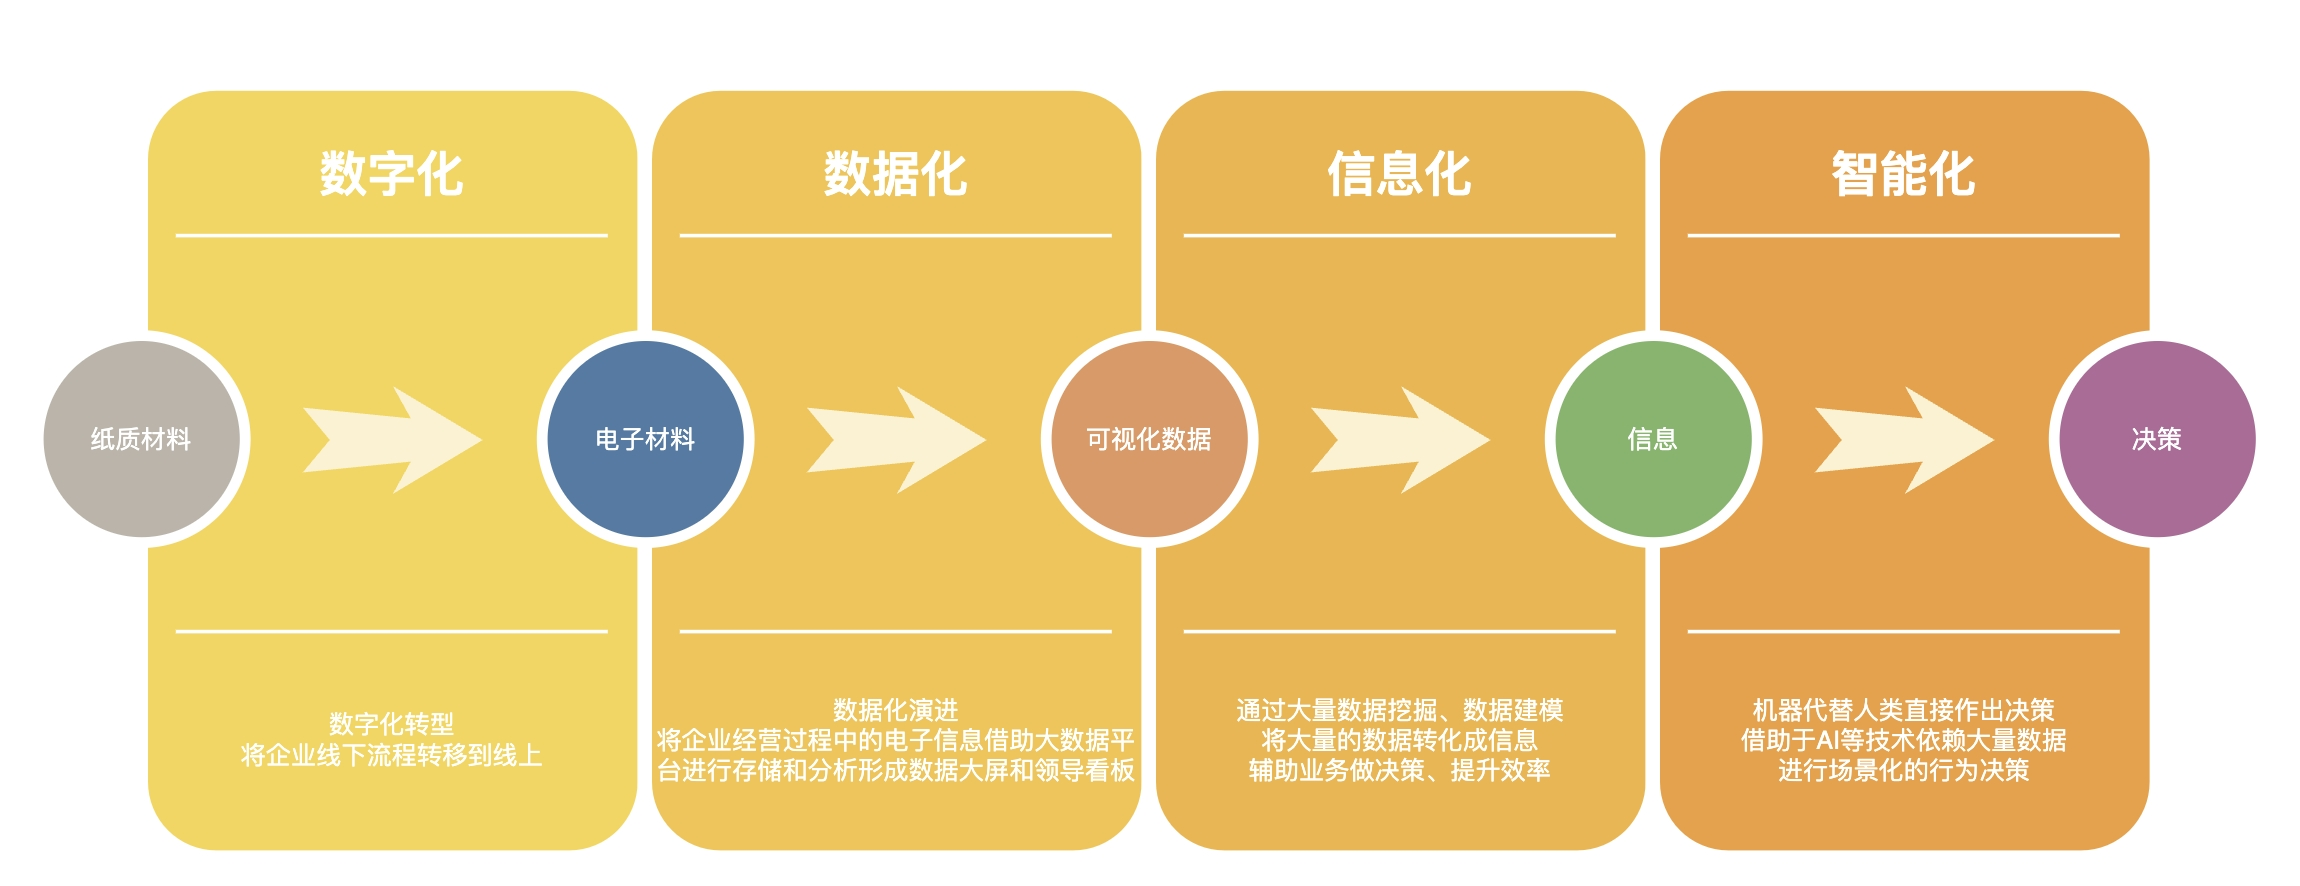 数字化
数据化
信息化
智能化
纸质材料
电子材料
可视化数据
信息
决策
数字化转型
将企业线下流程转移到线上
数据化演进
将企业经营过程中的电子信息借助大数据平
台进行存储和分析形成数据大屏和领导看板
通过大量数据挖掘、数据建模
将大量的数据转化成信息
辅助业务做决策、提升效率
机器代替人类直接作出决策
借助于AI等技术依赖大量数据
进行场景化的行为决策